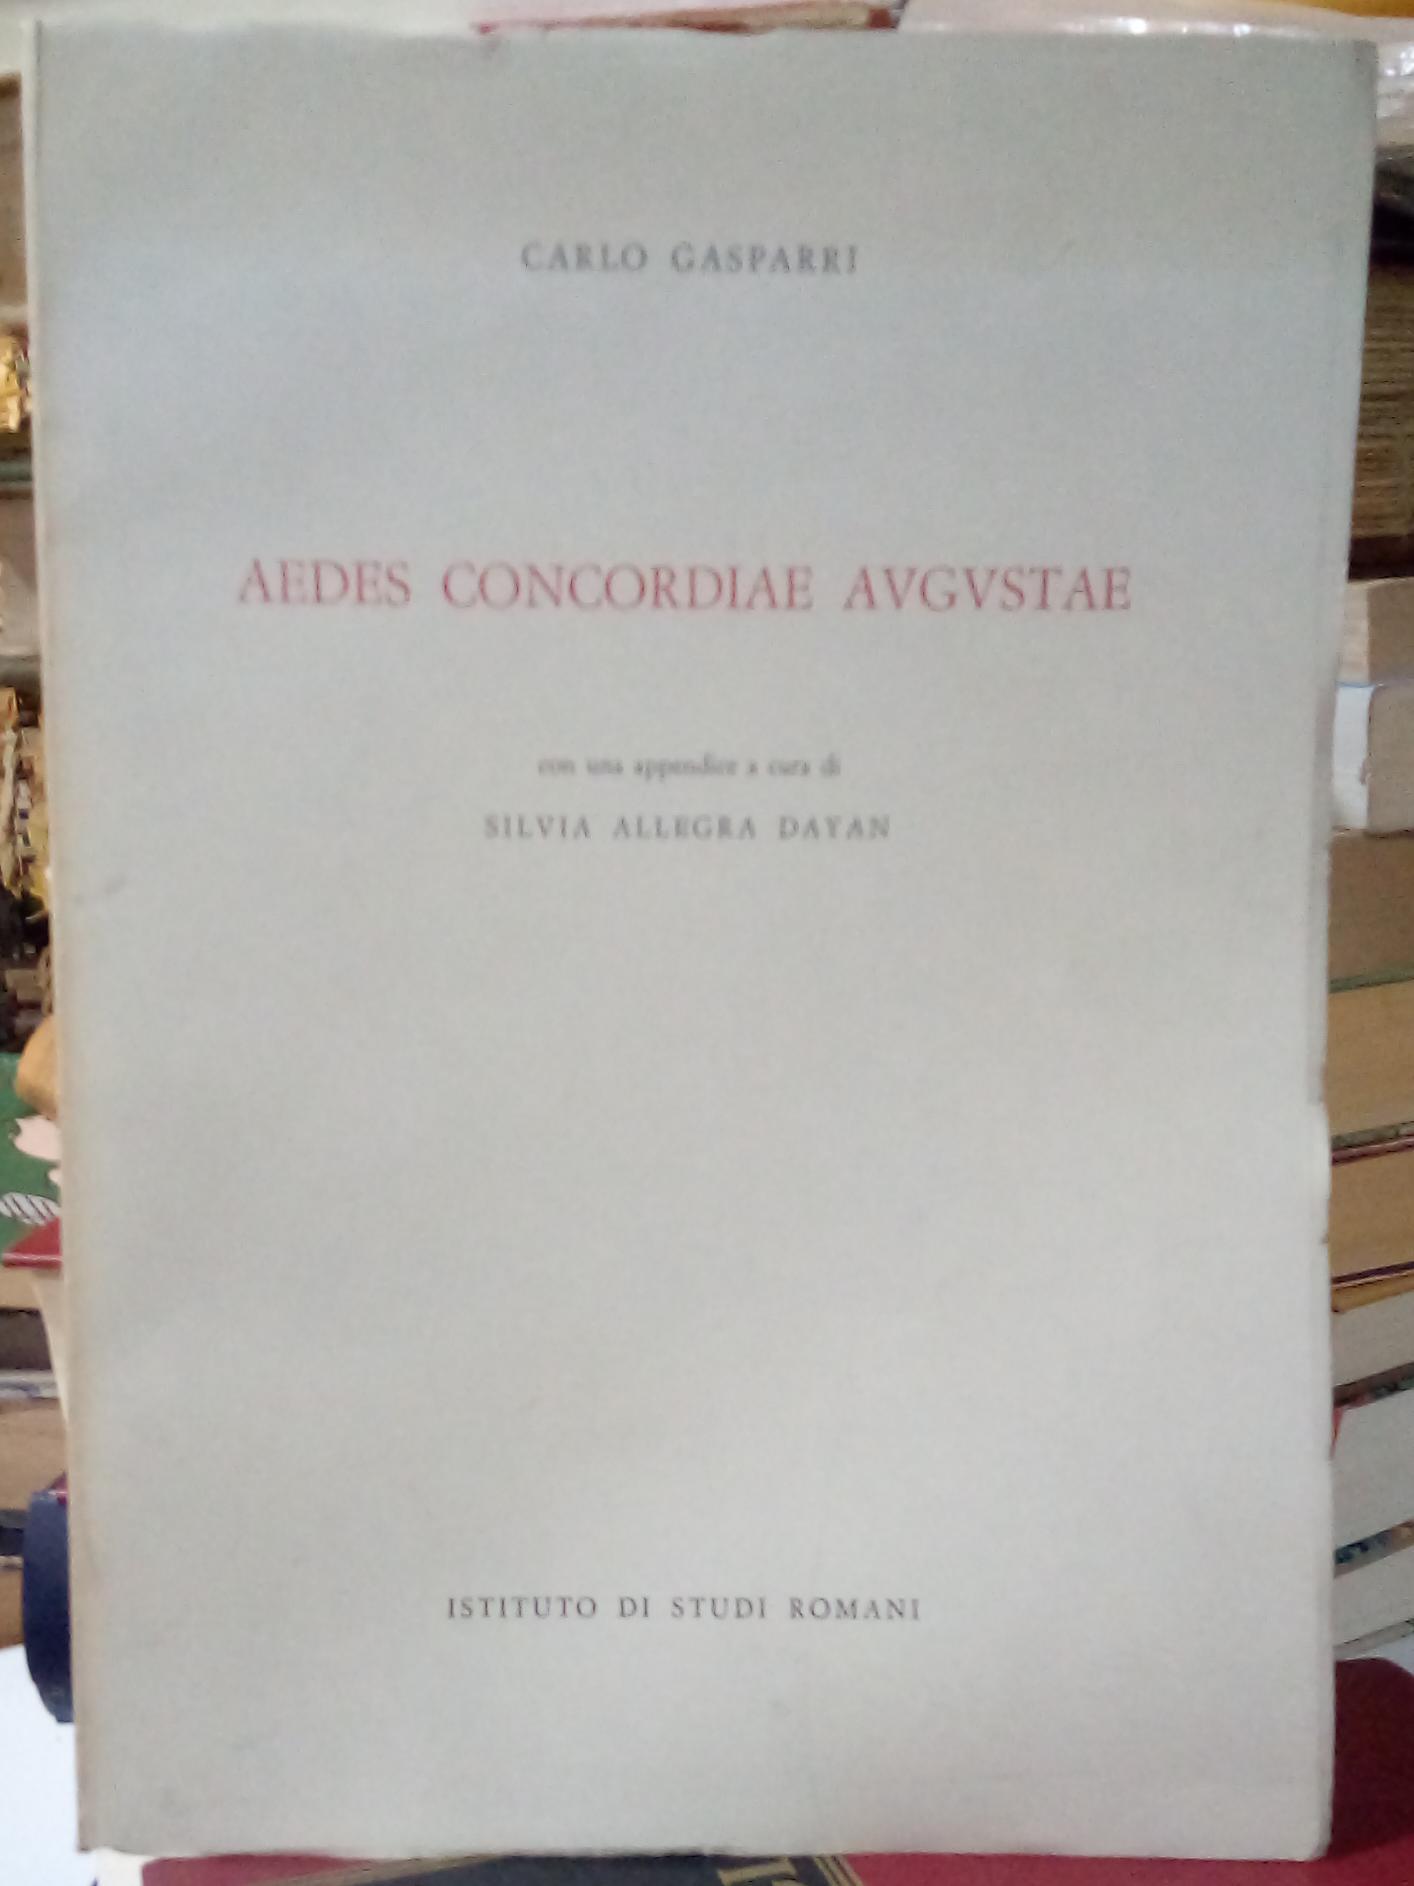 CARLO GASPARRI
AEDES CONCORDIAE AVGVSTAE
con una appendice a cura di
SILVIA ALLEGRA DAYAN
ISTITUTO DI STUDI ROMANI